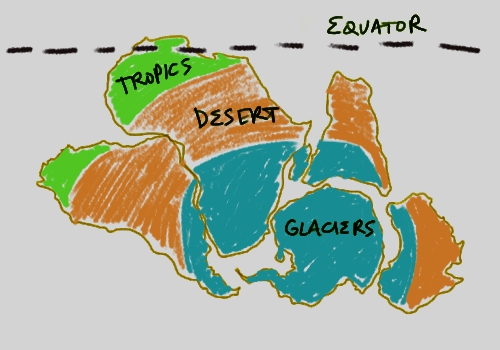 EQUATOR
TROPICS
DESERT
GLACIERS